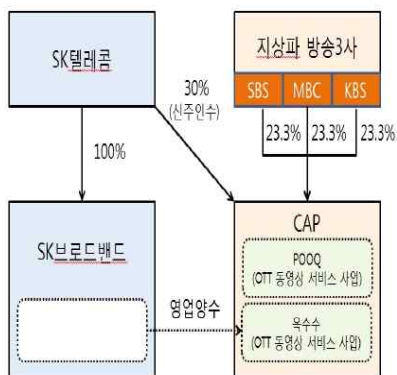 SK텔레콤
지상파 방송3사
SBS MBC KBS
30%
(신주인수)
23.3% 23.3% 23.3%
100%
SK브로드밴드
CAP
POOQ
(OTT 동영상 서비스 사업)
영업양수
옥수수
(OTT 동영상 서비스 사업)